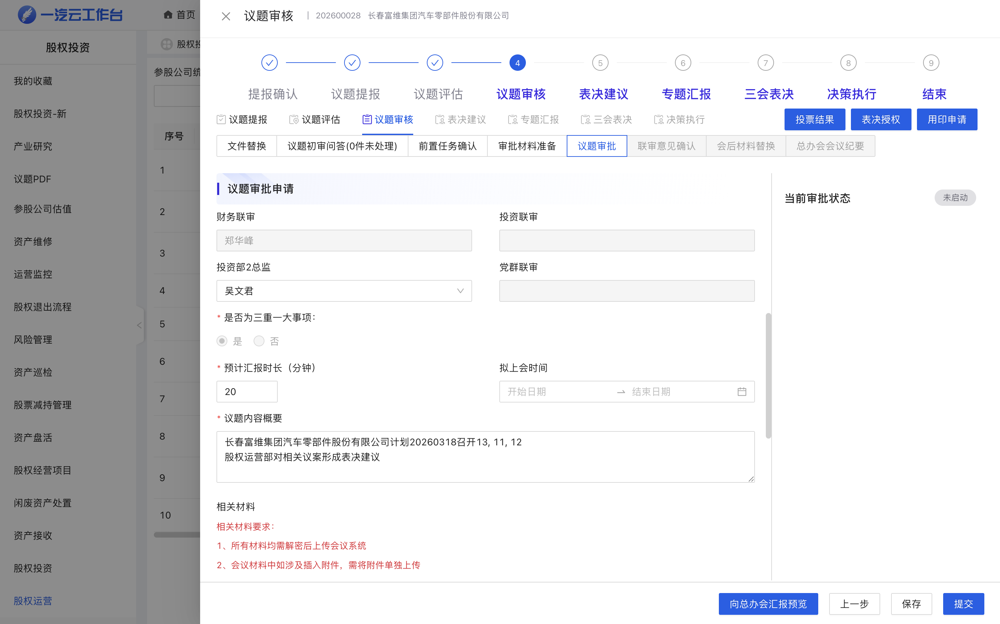 一汽云工作台
首页
股权投资
我的收藏
股权投资-新
产业研究
议题PDF
参股公司估值
资产维修
运营监控
股权退出流程
风险管理
资产巡检
股票减持管理
资产盘活
股权经营项目
闲废资产处置
资产接收
股权投资
股权运营
股权投
参股公司统
序号
1
2
3
4
5
6
7
8
9
10
议题审核 | 202600028 长春富维集团汽车零部件股份有限公司
4 5 6 7 8 9
提报确认 议题提报 议题评估 议题审核 表决建议 专题汇报 三会表决 决策执行 结束
议题提报 议题评估 议题审核 表决建议 专题汇报 三会表决 决策执行 投票结果 表决授权 用印申请
文件替换 议题初审问答(0件未处理) 前置任务确认 审批材料准备 议题审批 联审意见确认 会后材料替换 总办会会议纪要
议题审批申请
当前审批状态 未启动
财务联审 投资联审
郑华峰
投资部2总监 党群联审
吴文君
* 是否为三重一大事项：
是 否
* 预计汇报时长（分钟） 拟上会时间
20 开始日期 结束日期
* 议题内容概要
长春富维集团汽车零部件股份有限公司计划20260318召开13, 11, 12
股权运营部对相关议案形成表决建议
相关材料
相关材料要求：
1、所有材料均需解密后上传会议系统
2、会议材料中如涉及插入附件，需将附件单独上传
向总办会汇报预览 上一步 保存 提交